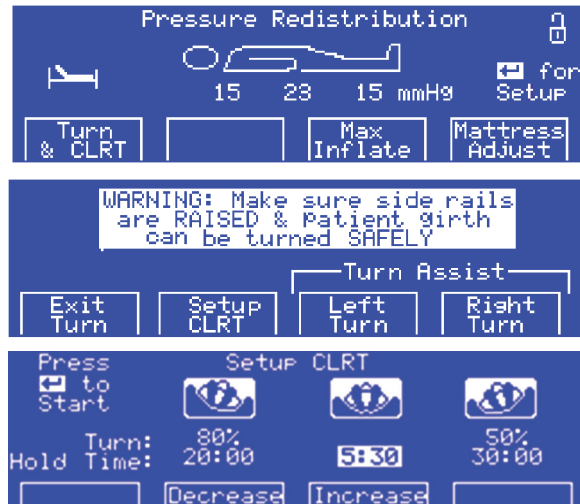 Pressure Redistribution
15 23 15 mmHg
↵ for
Setup
Turn
& CLRT
Max
Inflate
Mattress
Adjust
WARNING: Make sure side rails
are RAISED & Patient girth
can be turned SAFELY
Turn Assist
Exit
Turn
Setup
CLRT
Left
Turn
Right
Turn
Press
↵ to
Start
Setup CLRT
Turn: 80% 50%
Hold Time: 20:00 5:30 30:00
Decrease
Increase